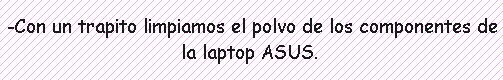 -Con un trapito limpiamos el polvo de los componentes de
la laptop ASUS.